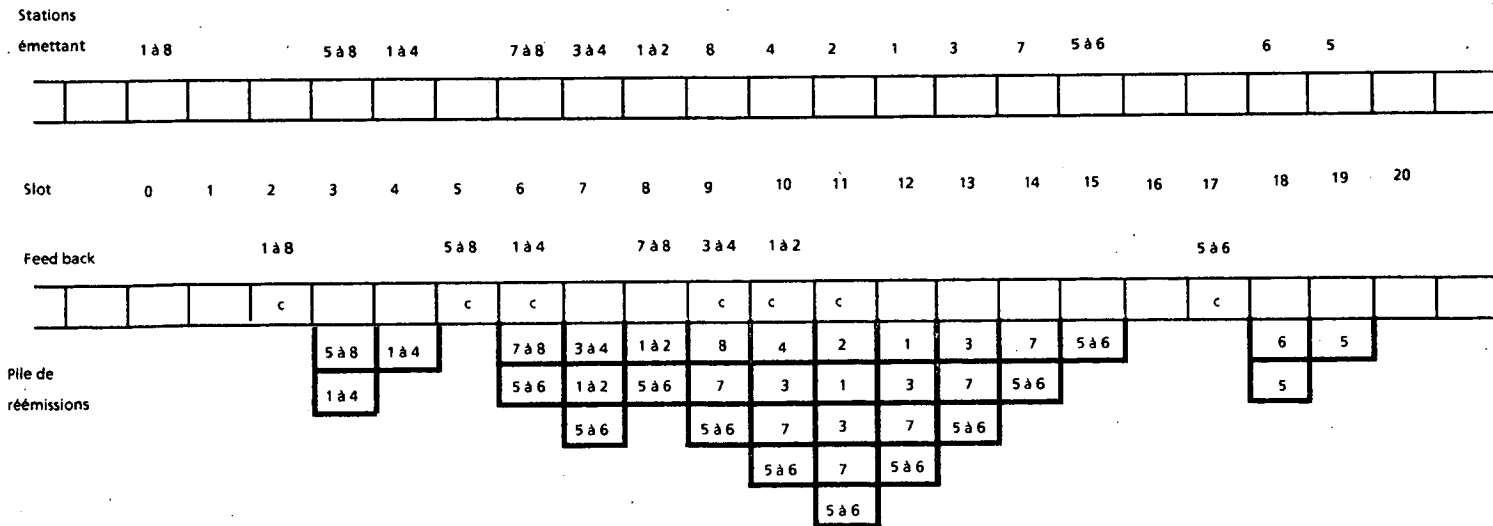 Stations
émettant 1 à 8 5 à 8 1 à 4 7 à 8 3 à 4 1 à 2 8 4 2 1 3 7 5 à 6 6 5
Slot 0 1 2 3 4 5 6 7 8 9 10 11 12 13 14 15 16 17 18 19 20
Feed back 1 à 8 5 à 8 1 à 4 7 à 8 3 à 4 1 à 2 5 à 6
c c c c c c c
5 à 8 1 à 4 7 à 8 3 à 4 1 à 2 8 4 2 1 3 7 5 à 6 6 5
Pile de
réémissions
1 à 4 5 à 6 1 à 2 5 à 6 7 3 1 3 7 5 à 6 5
5 à 6 5 à 6 7 3 7 5 à 6
5 à 6 7 5 à 6
5 à 6